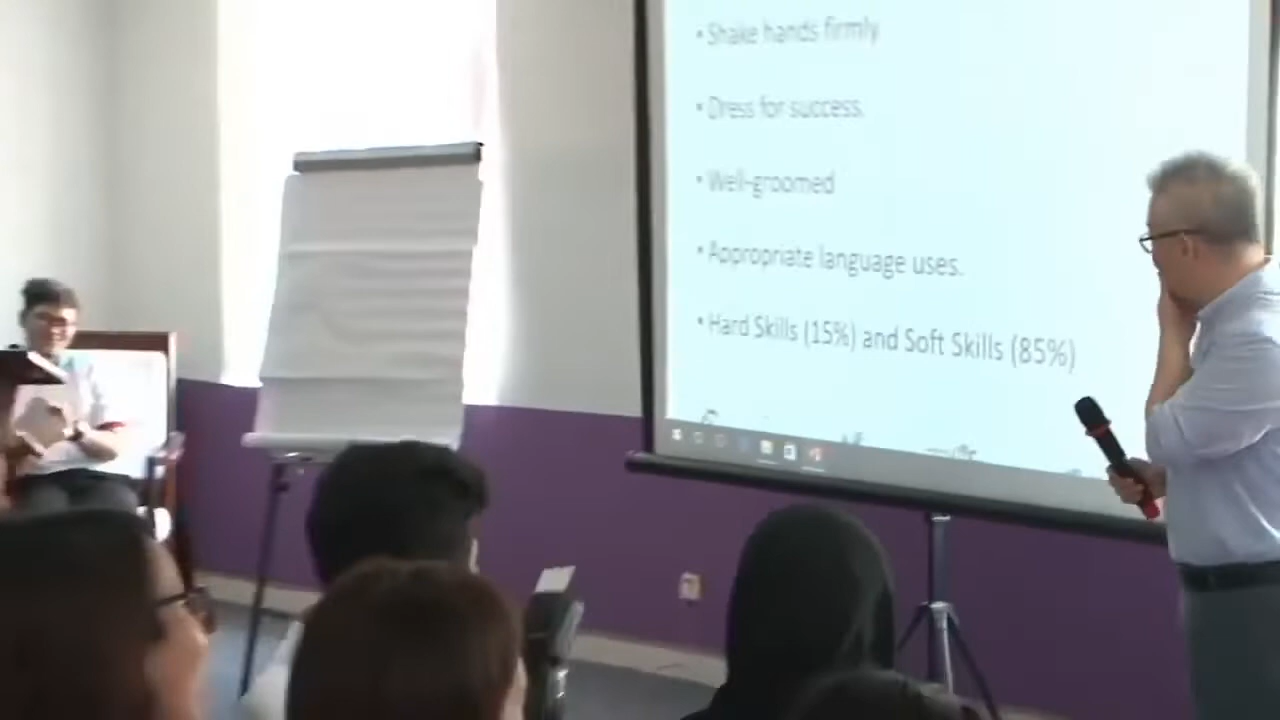 • Shake hands firmly
• Dress for success.
• Well-groomed
• Appropriate language uses.
• Hard Skills (15%) and Soft Skills (85%)